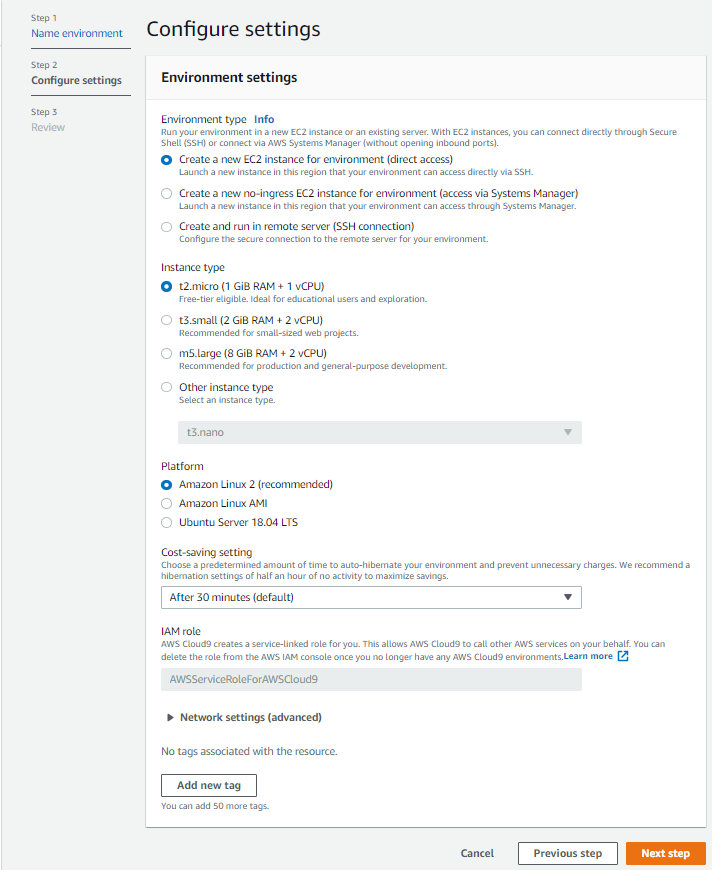 Step 1
Name environment
Step 2
Configure settings
Step 3
Review
Configure settings
Environment settings
Environment type Info
Run your environment in a new EC2 instance or an existing server. With EC2 instances, you can connect directly through Secure
Shell (SSH) or connect via AWS Systems Manager (without opening inbound ports).
Create a new EC2 instance for environment (direct access)
Launch a new instance in this region that your environment can access directly via SSH.
Create a new no-ingress EC2 instance for environment (access via Systems Manager)
Launch a new instance in this region that your environment can access through Systems Manager.
Create and run in remote server (SSH connection)
Configure the secure connection to the remote server for your environment.
Instance type
t2.micro (1 GiB RAM + 1 vCPU)
Free-tier eligible. Ideal for educational users and exploration.
t3.small (2 GiB RAM + 2 vCPU)
Recommended for small-sized web projects.
m5.large (8 GiB RAM + 2 vCPU)
Recommended for production and general-purpose development.
Other instance type
Select an instance type.
t3.nano
Platform
Amazon Linux 2 (recommended)
Amazon Linux AMI
Ubuntu Server 18.04 LTS
Cost-saving setting
Choose a predetermined amount of time to auto-hibernate your environment and prevent unnecessary charges. We recommend a
hibernation settings of half an hour of no activity to maximize savings.
After 30 minutes (default)
IAM role
AWS Cloud9 creates a service-linked role for you. This allows AWS Cloud9 to call other AWS services on your behalf. You can
delete the role from the AWS IAM console once you no longer have any AWS Cloud9 environments. Learn more
AWSServiceRoleForAWSCloud9
Network settings (advanced)
No tags associated with the resource.
Add new tag
You can add 50 more tags.
Cancel Previous step Next step